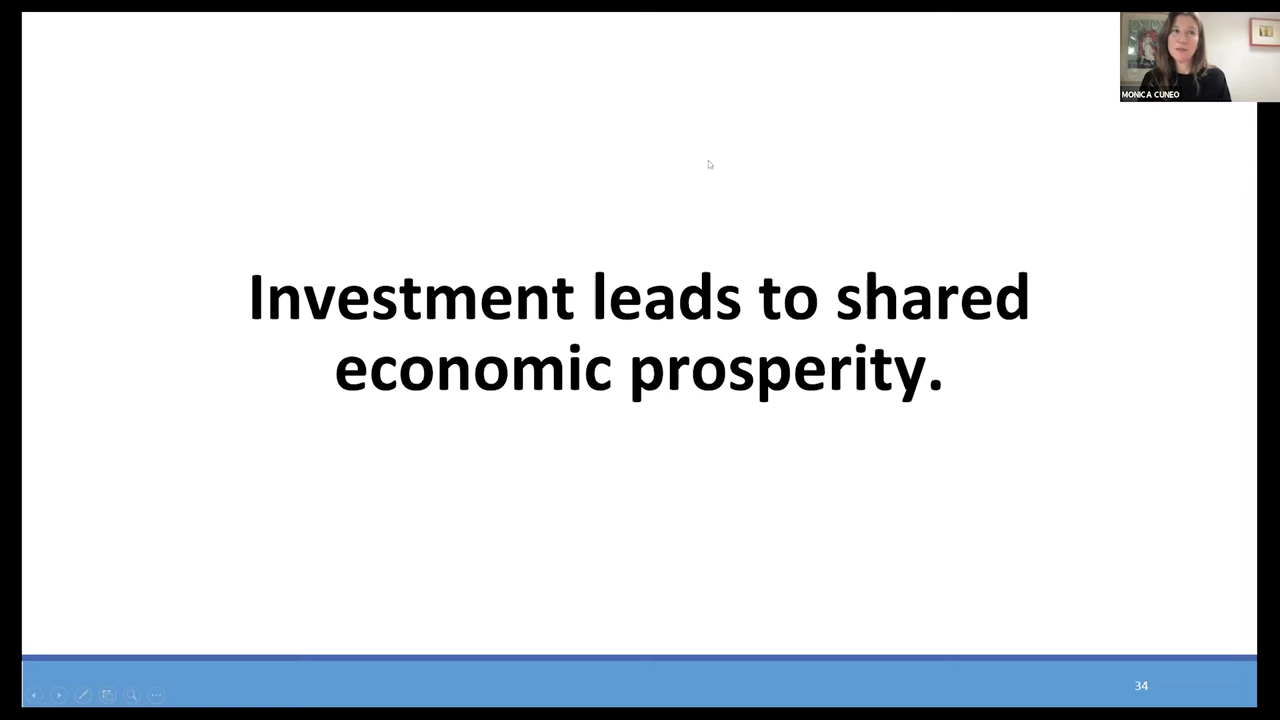 MONICA CUNEO
Investment leads to shared
economic prosperity.
34